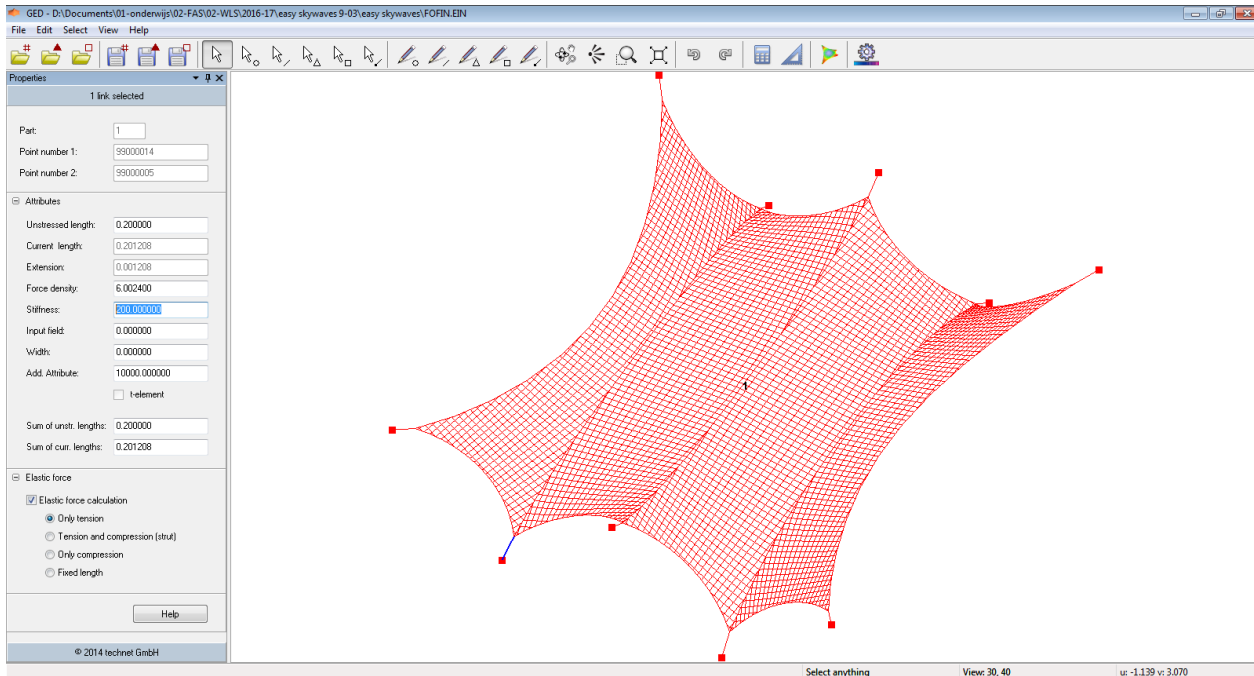 GED - D:\Documents\01-onderwijs\02-FAS\02-WLS\2016-17\easy skywaves 9-03\easy skywaves\FOFIN.EIN
File Edit Select View Help
Properties
1 link selected
Part: 1
Point number 1: 99000014
Point number 2: 99000005
Attributes
Unstressed length: 0.200000
Current length: 0.201208
Extension: 0.001208
Force density: 6.002400
Stiffness: 200.000000
Input field: 0.000000
Width: 0.000000
Add. Attribute: 10000.000000
t-element
Sum of unstr. lengths: 0.200000
Sum of curr. lengths: 0.201208
Elastic force
Elastic force calculation
Only tension
Tension and compression (strut)
Only compression
Fixed length
Help
© 2014 technet GmbH
1
Select anything View: 30, 40 u: -1.139 v: 3.070